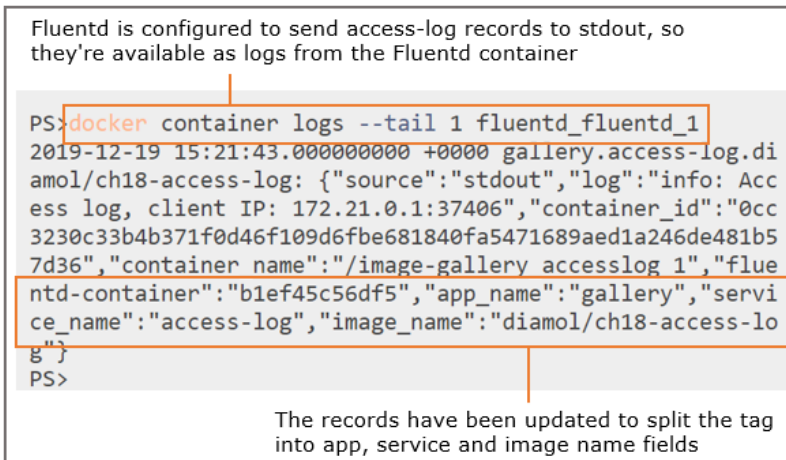 Fluentd is configured to send access-log records to stdout, so
they're available as logs from the Fluentd container
PS>docker container logs --tail 1 fluentd_fluentd_1
2019-12-19 15:21:43.000000000 +0000 gallery.access-log.di
amol/ch18-access-log: {"source":"stdout","log":"info: Acc
ess log, client IP: 172.21.0.1:37406","container_id":"0cc
3230c33b4b371f0d46f109d6fbe681840fa5471689aed1a246de481b5
7d36","container_name":"/image-gallery_accesslog_1","flue
ntd-container":"b1ef45c56df5","app_name":"gallery","servi
ce_name":"access-log","image_name":"diamol/ch18-access-lo
g"}
PS>
The records have been updated to split the tag
into app, service and image name fields